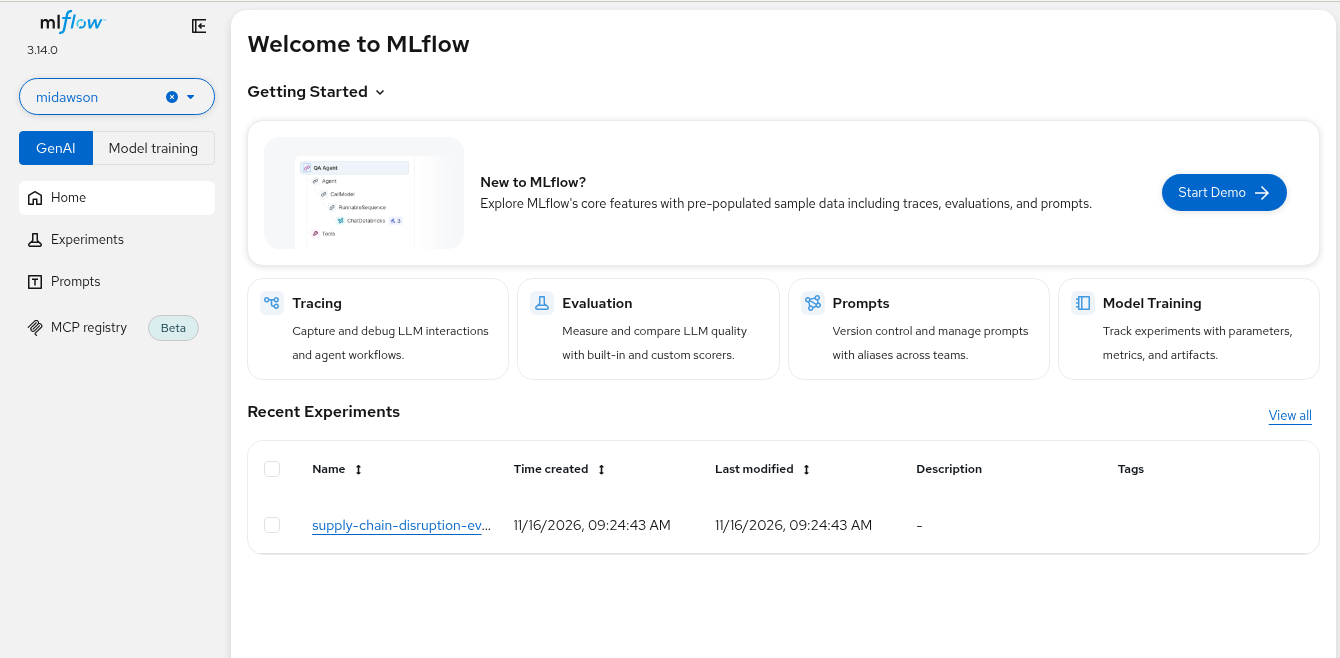 mlflow
3.14.0
midawson
GenAI
Model training
Home
Experiments
Prompts
MCP registry
Beta
Welcome to MLflow
Getting Started
QA Agent
Agent
CallModel
RunnableSequence
ChatDatabricks
3
Tools
New to MLflow?
Explore MLflow's core features with pre-populated sample data including traces, evaluations, and prompts.
Start Demo
Tracing
Capture and debug LLM interactions
and agent workflows.
Evaluation
Measure and compare LLM quality
with built-in and custom scorers.
Prompts
Version control and manage prompts
with aliases across teams.
Model Training
Track experiments with parameters,
metrics, and artifacts.
Recent Experiments
View all
Name Time created Last modified Description Tags
supply-chain-disruption-ev... 11/16/2026, 09:24:43 AM 11/16/2026, 09:24:43 AM -